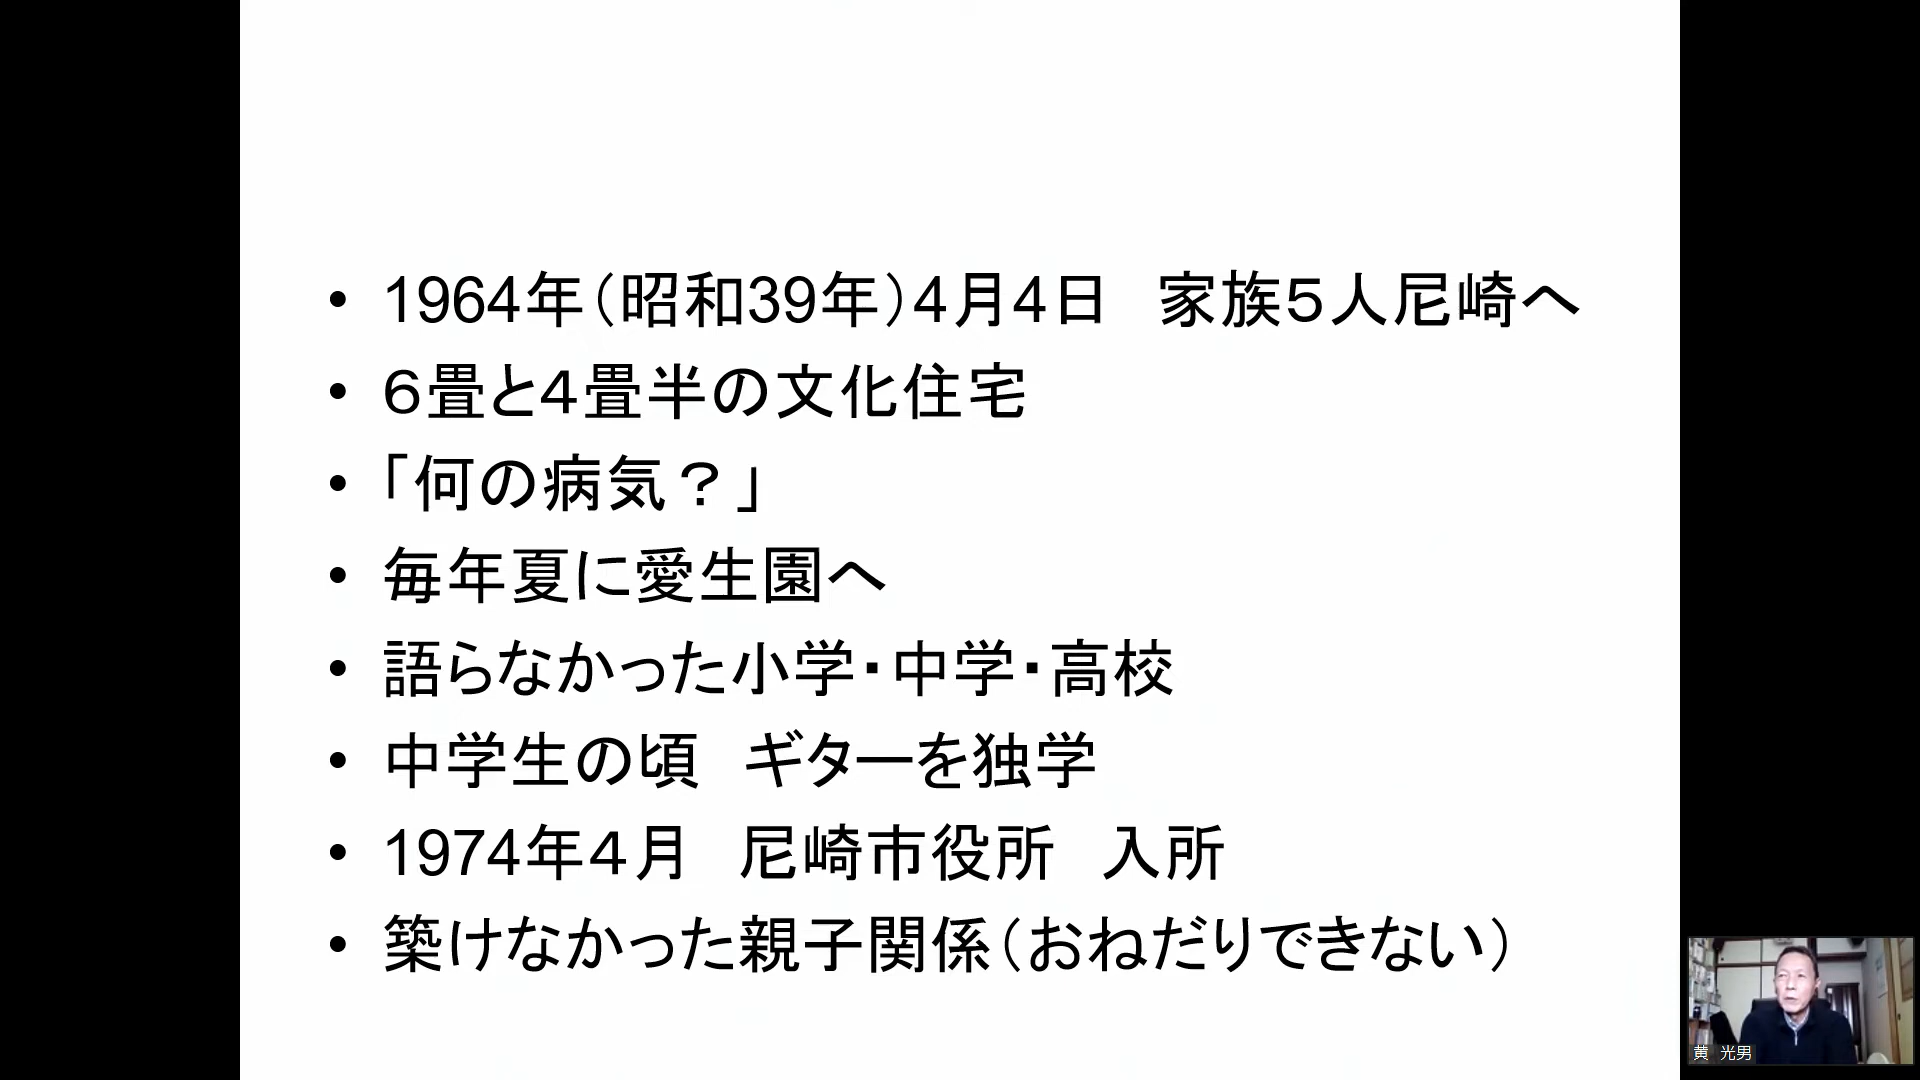 • 1964年（昭和39年）4月4日　家族５人尼崎へ
• ６畳と４畳半の文化住宅
• 「何の病気？」
• 毎年夏に愛生園へ
• 語らなかった小学・中学・高校
• 中学生の頃　ギターを独学
• 1974年４月　尼崎市役所　入所
• 築けなかった親子関係（おねだりできない）
黄 光男